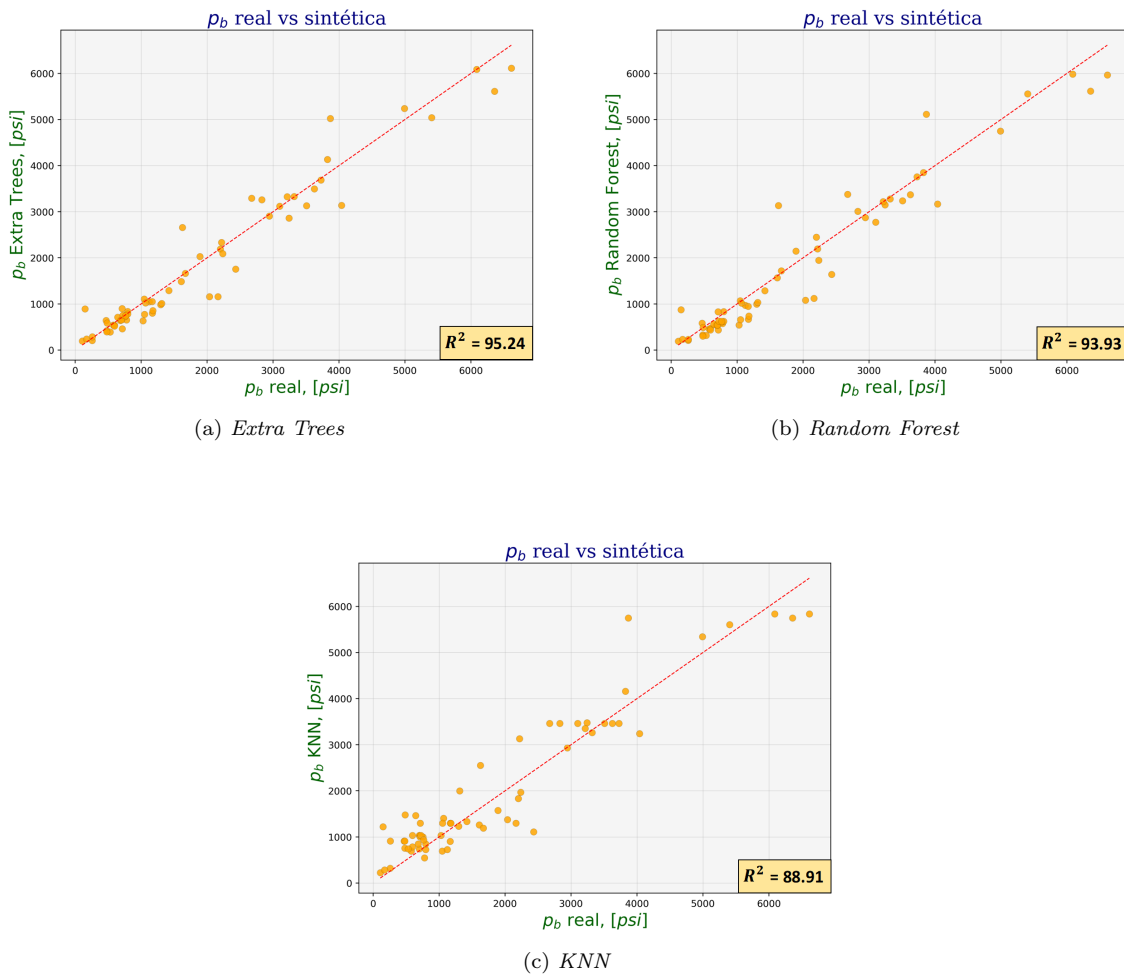 p_b real vs sintética
p_b Extra Trees, [psi]
6000
5000
4000
3000
2000
1000
0
R² = 95.24
0 1000 2000 3000 4000 5000 6000
p_b real, [psi]
(a) Extra Trees
p_b real vs sintética
p_b Random Forest, [psi]
6000
5000
4000
3000
2000
1000
0
R² = 93.93
0 1000 2000 3000 4000 5000 6000
p_b real, [psi]
(b) Random Forest
p_b real vs sintética
p_b KNN, [psi]
6000
5000
4000
3000
2000
1000
0
R² = 88.91
0 1000 2000 3000 4000 5000 6000
p_b real, [psi]
(c) KNN